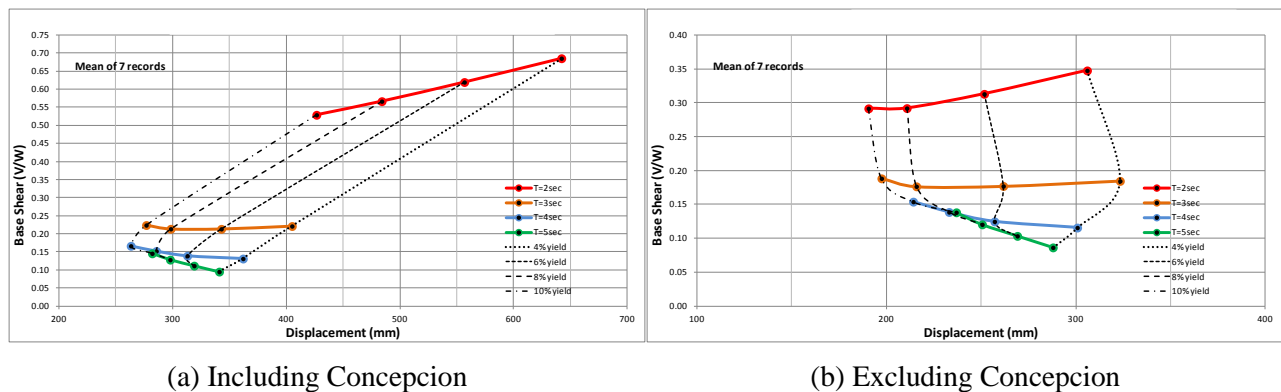 0.75
0.70
0.65
0.60
0.55
0.50
0.45
0.40
0.35
0.30
0.25
0.20
0.15
0.10
0.05
0.00
Base Shear (V/W)
Mean of 7 records
T=2sec
T=3sec
T=4sec
T=5sec
4% yield
6% yield
8% yield
10% yield
200 300 400 500 600 700
Displacement (mm)
(a) Including Concepcion
0.40
0.35
0.30
0.25
0.20
0.15
0.10
0.05
0.00
Base Shear (V/W)
Mean of 7 records
T=2sec
T=3sec
T=4sec
T=5sec
4% yield
6% yield
8% yield
10% yield
100 200 300 400
Displacement (mm)
(b) Excluding Concepcion